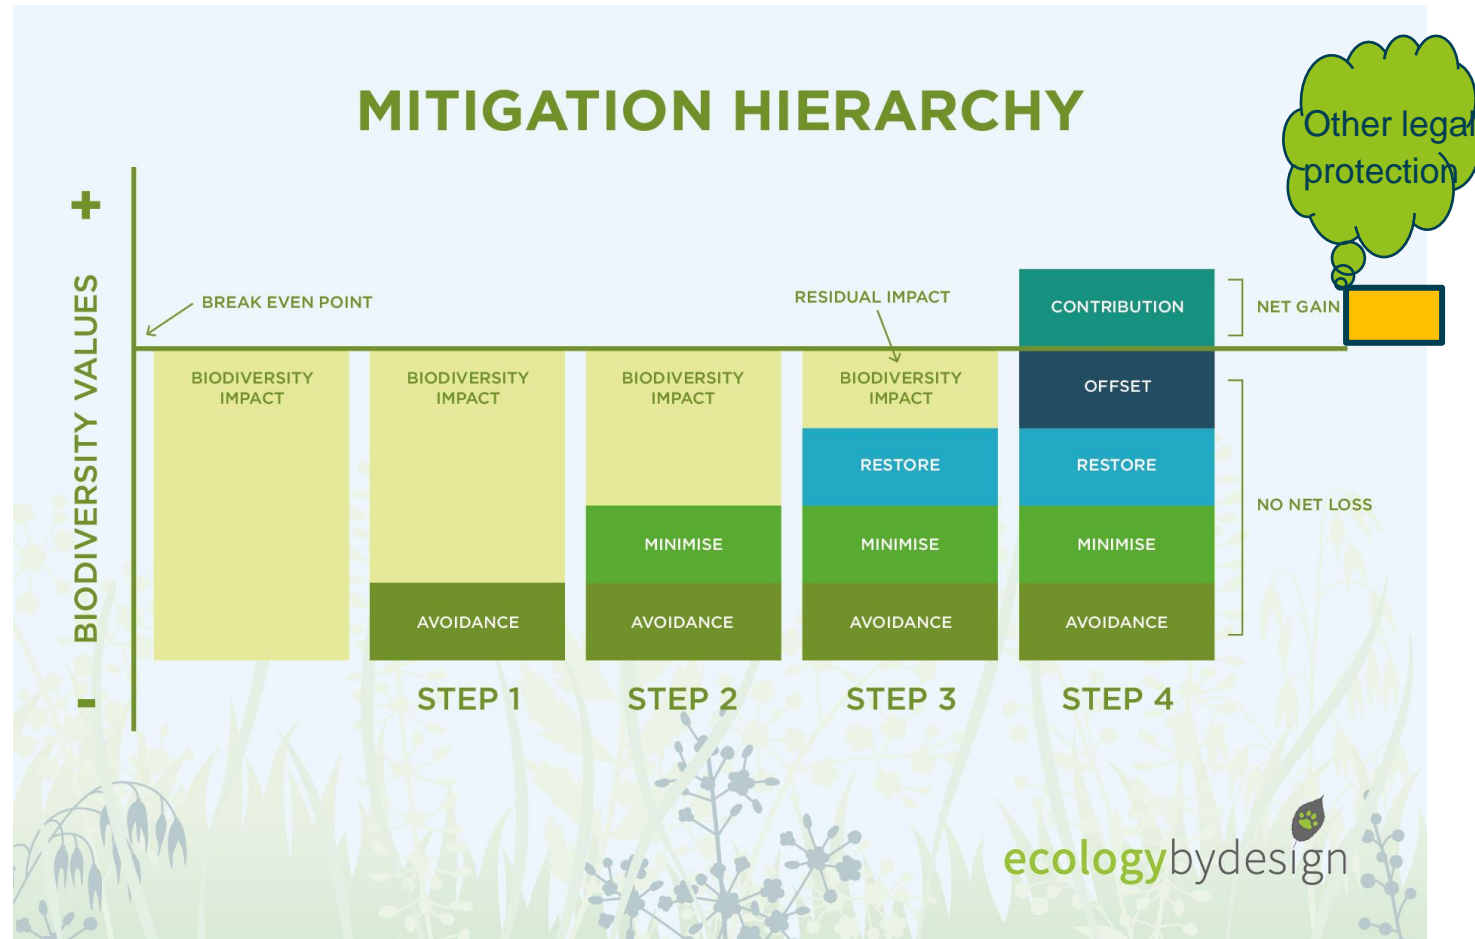 MITIGATION HIERARCHY
Other legal
protection
+
BIODIVERSITY VALUES
-
BREAK EVEN POINT
RESIDUAL IMPACT
CONTRIBUTION
NET GAIN
BIODIVERSITY
IMPACT
BIODIVERSITY
IMPACT
BIODIVERSITY
IMPACT
BIODIVERSITY
IMPACT
OFFSET
RESTORE
RESTORE
NO NET LOSS
MINIMISE
MINIMISE
MINIMISE
AVOIDANCE
AVOIDANCE
AVOIDANCE
AVOIDANCE
STEP 1
STEP 2
STEP 3
STEP 4
ecologybydesign